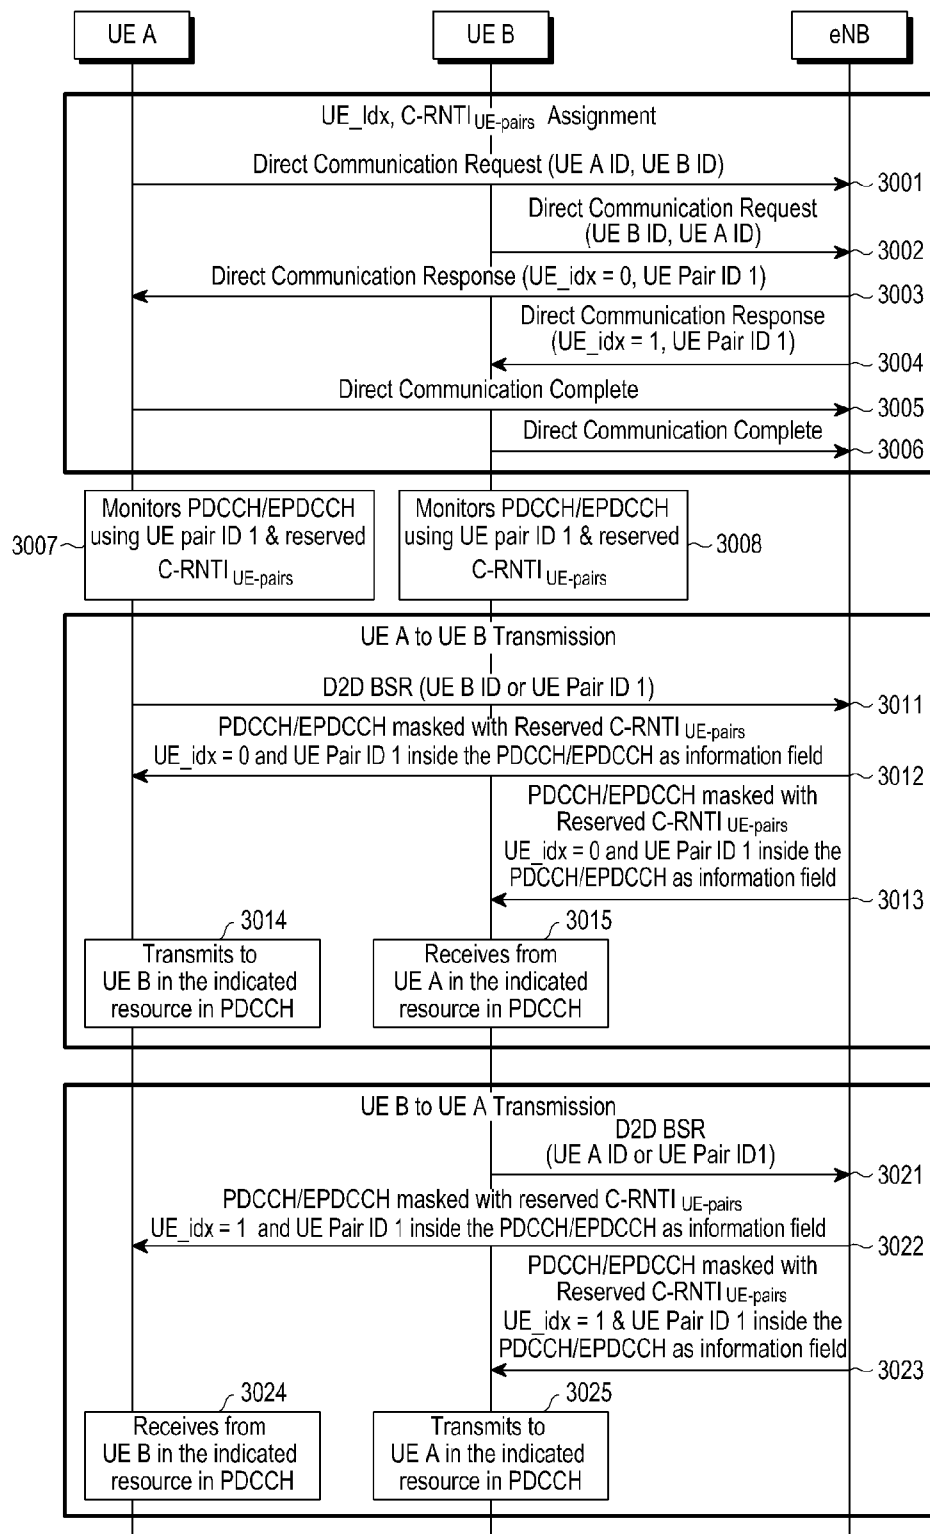 UE A
UE B
eNB
UE_Idx, C-RNTI UE-pairs Assignment
Direct Communication Request (UE A ID, UE B ID)
3001
Direct Communication Request
(UE B ID, UE A ID)
3002
Direct Communication Response (UE_idx = 0, UE Pair ID 1)
3003
Direct Communication Response
(UE_idx = 1, UE Pair ID 1)
3004
Direct Communication Complete
3005
Direct Communication Complete
3006
Monitors PDCCH/EPDCCH
using UE pair ID 1 & reserved
C-RNTI UE-pairs
3007
Monitors PDCCH/EPDCCH
using UE pair ID 1 & reserved
C-RNTI UE-pairs
3008
UE A to UE B Transmission
D2D BSR (UE B ID or UE Pair ID 1)
3011
PDCCH/EPDCCH masked with Reserved C-RNTI UE-pairs
UE_idx = 0 and UE Pair ID 1 inside the PDCCH/EPDCCH as information field
3012
PDCCH/EPDCCH masked with
Reserved C-RNTI UE-pairs
UE_idx = 0 and UE Pair ID 1 inside the
PDCCH/EPDCCH as information field
3013
3014
Transmits to
UE B in the indicated
resource in PDCCH
3015
Receives from
UE A in the indicated
resource in PDCCH
UE B to UE A Transmission
D2D BSR
(UE A ID or UE Pair ID1)
3021
PDCCH/EPDCCH masked with reserved C-RNTI UE-pairs
UE_idx = 1 and UE Pair ID 1 inside the PDCCH/EPDCCH as information field
3022
PDCCH/EPDCCH masked with
Reserved C-RNTI UE-pairs
UE_idx = 1 & UE Pair ID 1 inside the
PDCCH/EPDCCH as information field
3023
3024
Receives from
UE B in the indicated
resource in PDCCH
3025
Transmits to
UE A in the indicated
resource in PDCCH